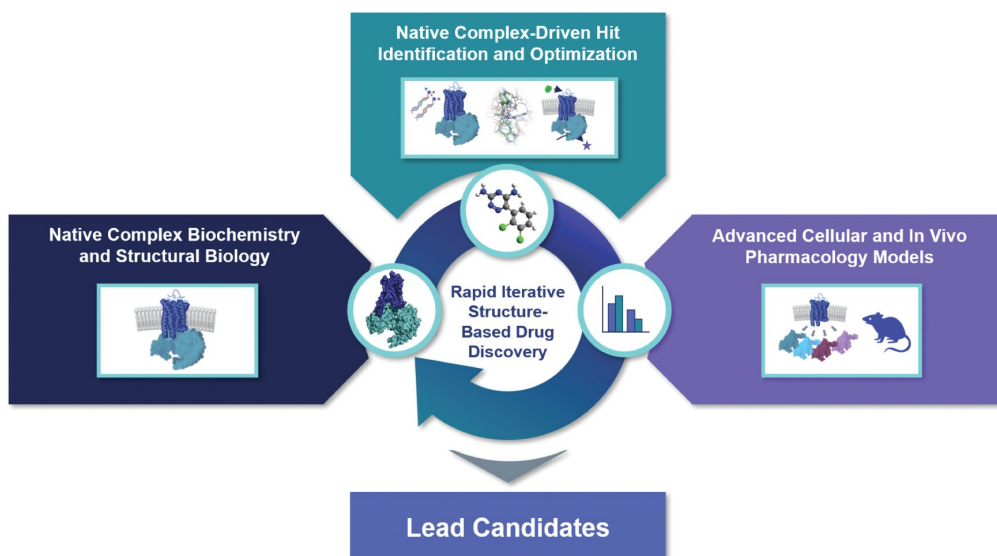 Native Complex-Driven Hit
Identification and Optimization
Native Complex Biochemistry
and Structural Biology
Rapid Iterative
Structure-
Based Drug
Discovery
Advanced Cellular and In Vivo
Pharmacology Models
Lead Candidates